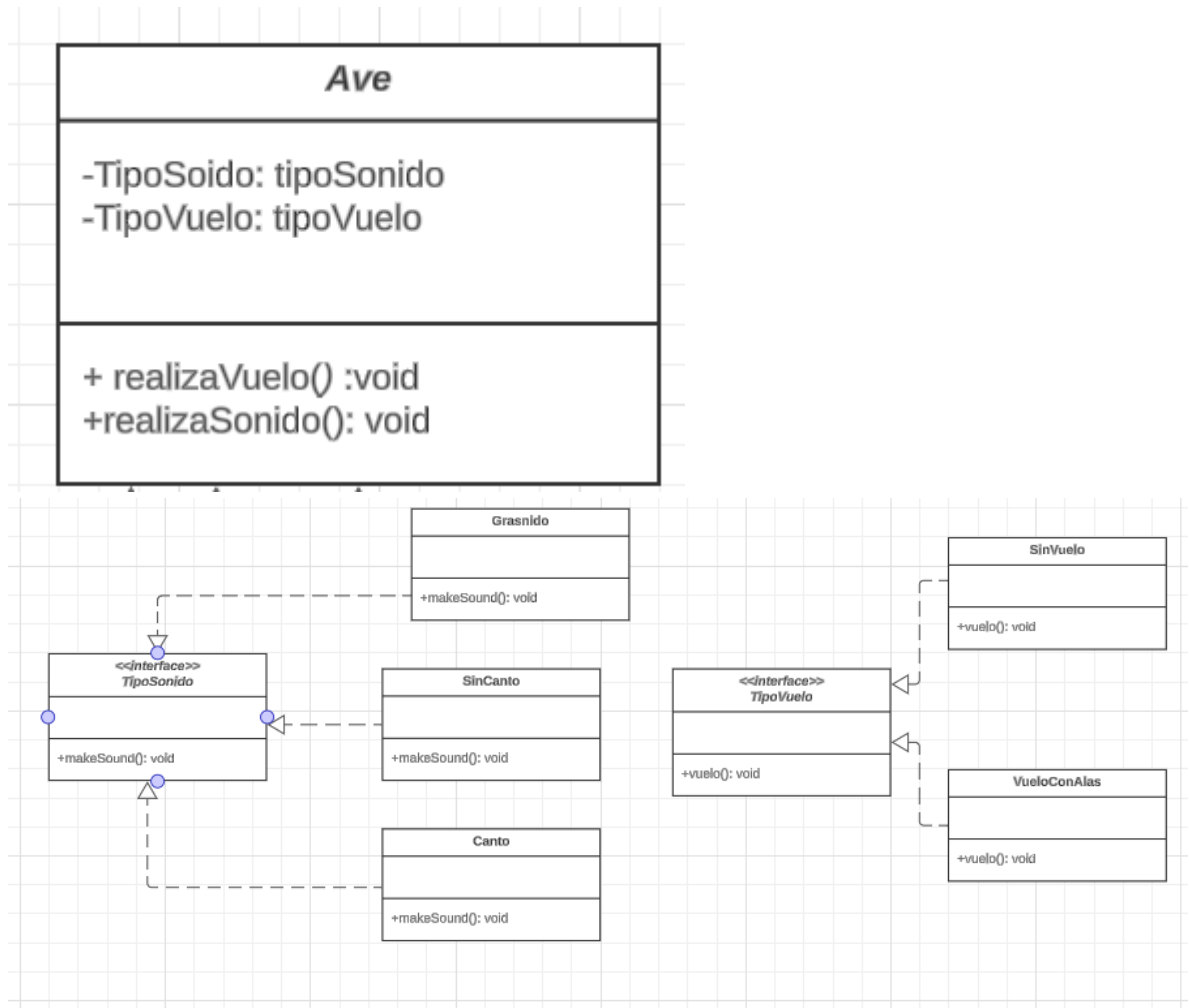 Ave
-TipoSoido: tipoSonido
-TipoVuelo: tipoVuelo
+ realizaVuelo() :void
+realizaSonido(): void
Grasnido
+makeSound(): void
<<interface>>
TipoSonido
+makeSound(): void
SinCanto
+makeSound(): void
Canto
+makeSound(): void
SinVuelo
+vuelo(): void
<<interface>>
TipoVuelo
+vuelo(): void
VueloConAlas
+vuelo(): void